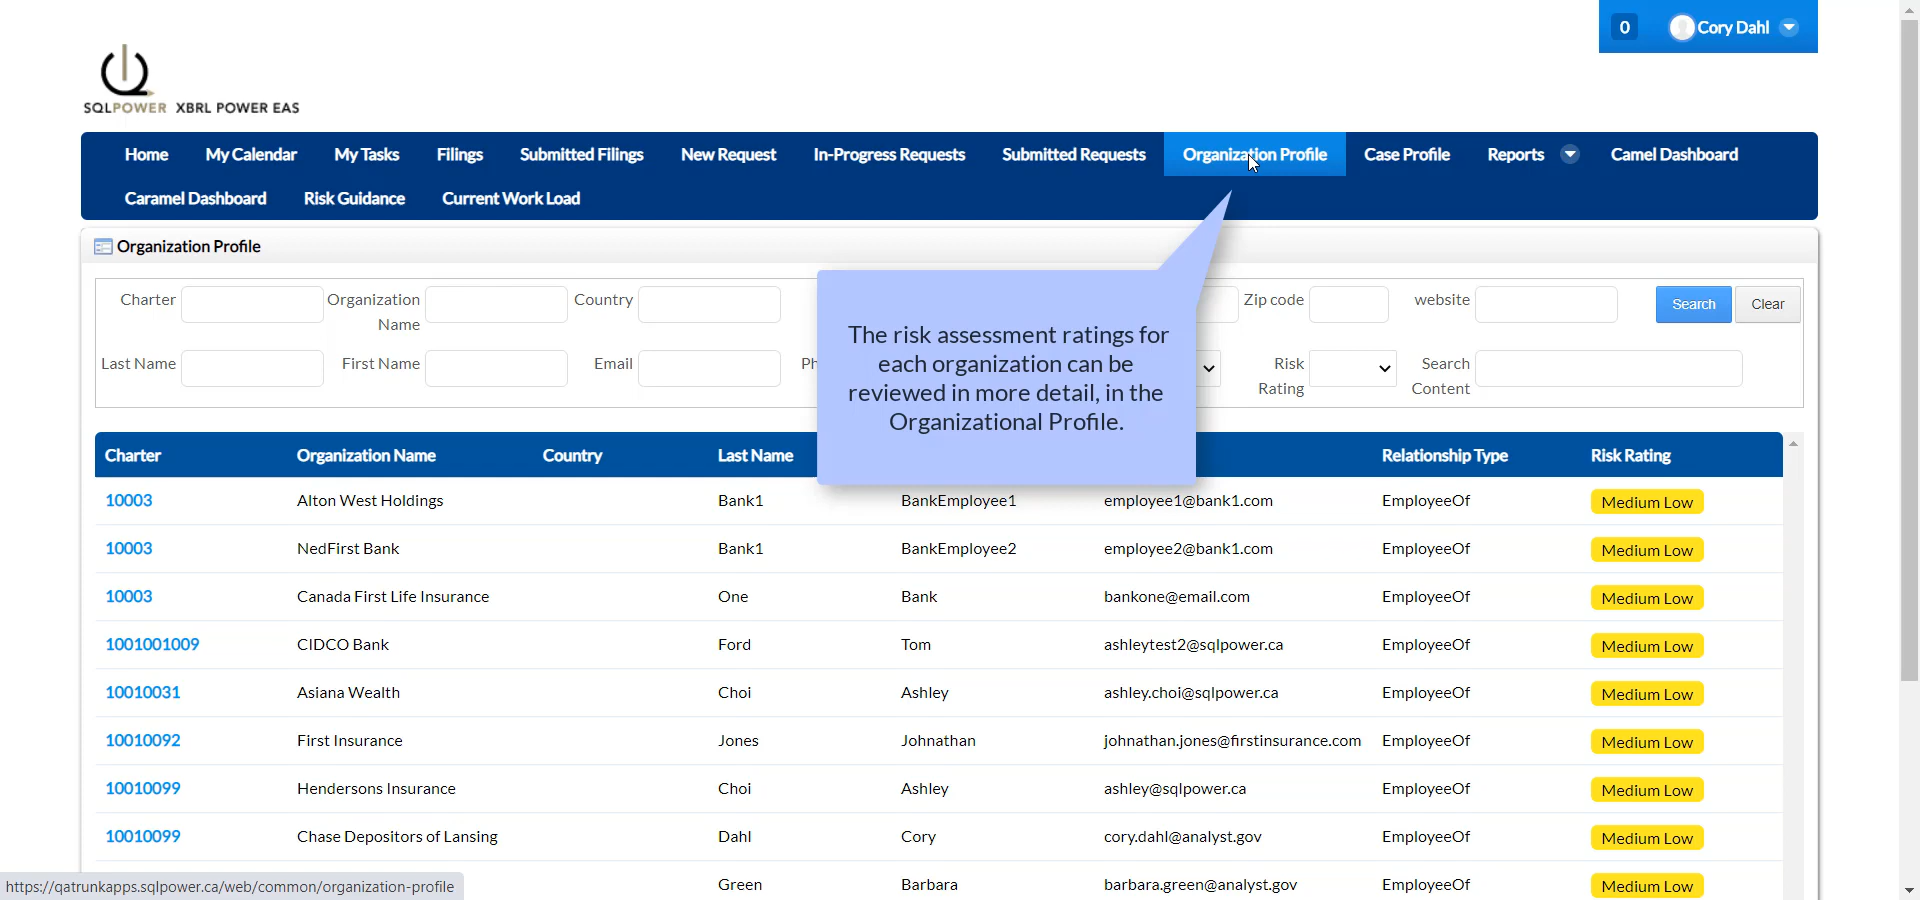 0 Cory Dahl
SQLPOWER XBRL POWER EAS
Home My Calendar My Tasks Filings Submitted Filings New Request In-Progress Requests Submitted Requests Organization Profile Case Profile Reports Camel Dashboard
Caramel Dashboard Risk Guidance Current Work Load
Organization Profile
Charter Organization Name Country Zip code website Search Clear
Last Name First Name Email Ph Risk Rating Search Content
The risk assessment ratings for
each organization can be
reviewed in more detail, in the
Organizational Profile.
Charter Organization Name Country Last Name Relationship Type Risk Rating
10003 Alton West Holdings Bank1 BankEmployee1 employee1@bank1.com EmployeeOf Medium Low
10003 NedFirst Bank Bank1 BankEmployee2 employee2@bank1.com EmployeeOf Medium Low
10003 Canada First Life Insurance One Bank bankone@email.com EmployeeOf Medium Low
1001001009 CIDCO Bank Ford Tom ashleytest2@sqlpower.ca EmployeeOf Medium Low
10010031 Asiana Wealth Choi Ashley ashley.choi@sqlpower.ca EmployeeOf Medium Low
10010092 First Insurance Jones Johnathan johnathan.jones@firstinsurance.com EmployeeOf Medium Low
10010099 Hendersons Insurance Choi Ashley ashley@sqlpower.ca EmployeeOf Medium Low
10010099 Chase Depositors of Lansing Dahl Cory cory.dahl@analyst.gov EmployeeOf Medium Low
Green Barbara barbara.green@analyst.gov EmployeeOf Medium Low
https://qatrunkapps.sqlpower.ca/web/common/organization-profile